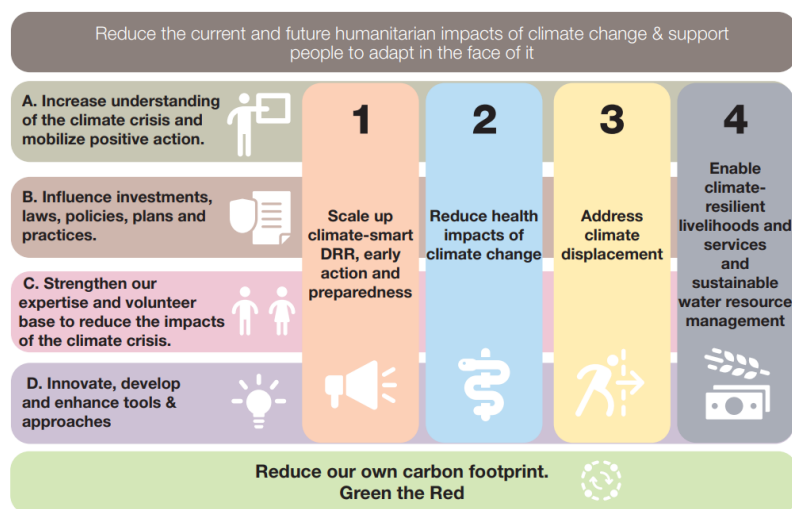 Reduce the current and future humanitarian impacts of climate change & support
people to adapt in the face of it
A. Increase understanding
of the climate crisis and
mobilize positive action.
B. Influence investments,
laws, policies, plans and
practices.
C. Strengthen our
expertise and volunteer
base to reduce the impacts
of the climate crisis.
D. Innovate, develop
and enhance tools &
approaches
1
Scale up
climate-smart
DRR, early
action and
preparedness
2
Reduce health
impacts of
climate change
3
Address
climate
displacement
4
Enable
climate-
resilient
livelihoods and
services
and
sustainable
water resource
management
Reduce our own carbon footprint.
Green the Red